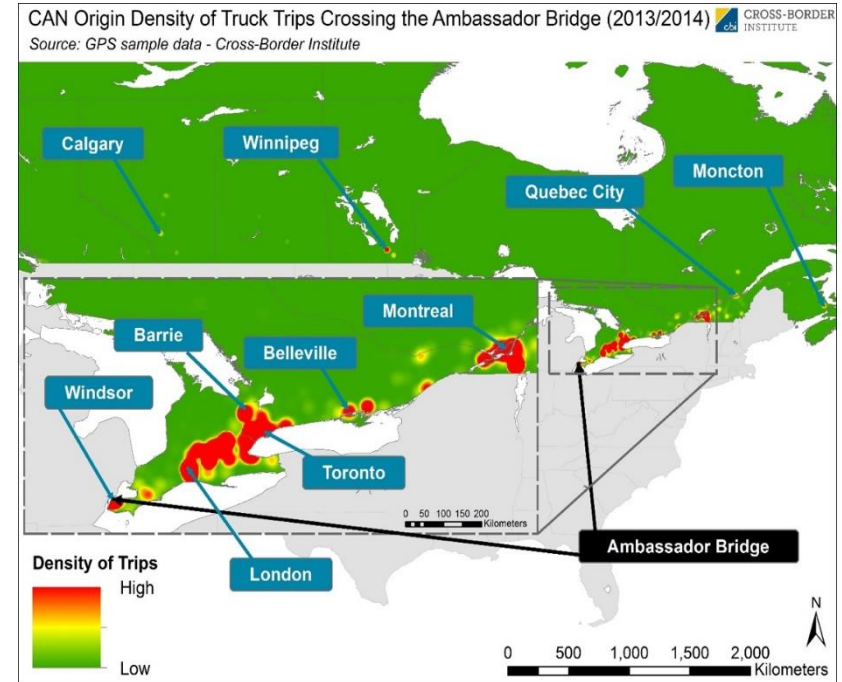 CAN Origin Density of Truck Trips Crossing the Ambassador Bridge (2013/2014)
cbi
CROSS-BORDER
INSTITUTE
Source: GPS sample data - Cross-Border Institute
Calgary
Winnipeg
Moncton
Quebec City
Montreal
Barrie
Belleville
Windsor
Toronto
0 50 100 150 200
Kilometers
Ambassador Bridge
London
Density of Trips
High
Low
N
0 500 1,000 1,500 2,000
Kilometers